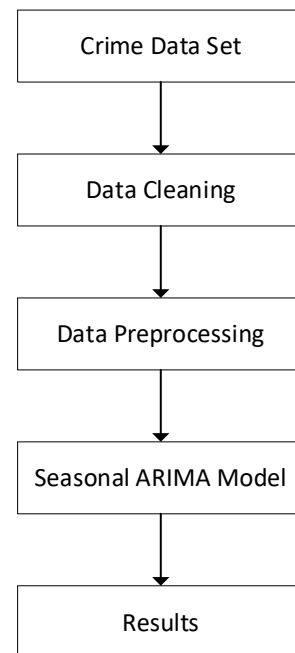 Crime Data Set
Data Cleaning
Data Preprocessing
Seasonal ARIMA Model
Results